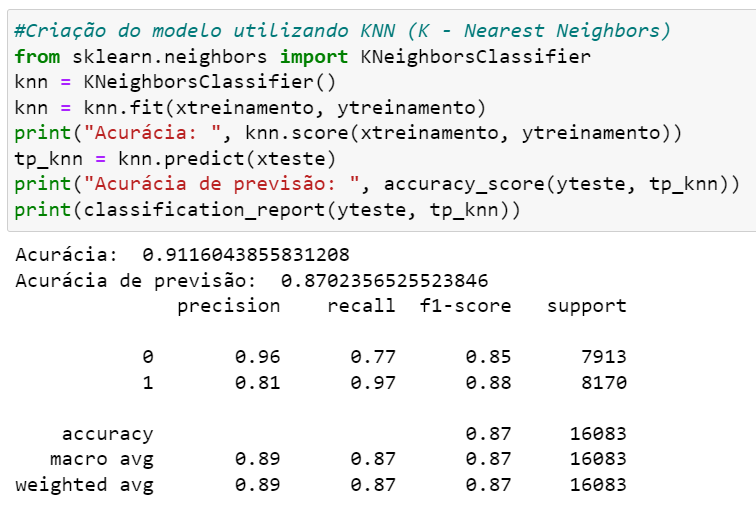 #Criação do modelo utilizando KNN (K - Nearest Neighbors)
from sklearn.neighbors import KNeighborsClassifier
knn = KNeighborsClassifier()
knn = knn.fit(xtreinamento, ytreinamento)
print("Acurácia: ", knn.score(xtreinamento, ytreinamento))
tp_knn = knn.predict(xteste)
print("Acurácia de previsão: ", accuracy_score(yteste, tp_knn))
print(classification_report(yteste, tp_knn))
Acurácia:  0.9116043855831208
Acurácia de previsão:  0.8702356525523846
precision recall f1-score support
0 0.96 0.77 0.85 7913
1 0.81 0.97 0.88 8170
accuracy 0.87 16083
macro avg 0.89 0.87 0.87 16083
weighted avg 0.89 0.87 0.87 16083